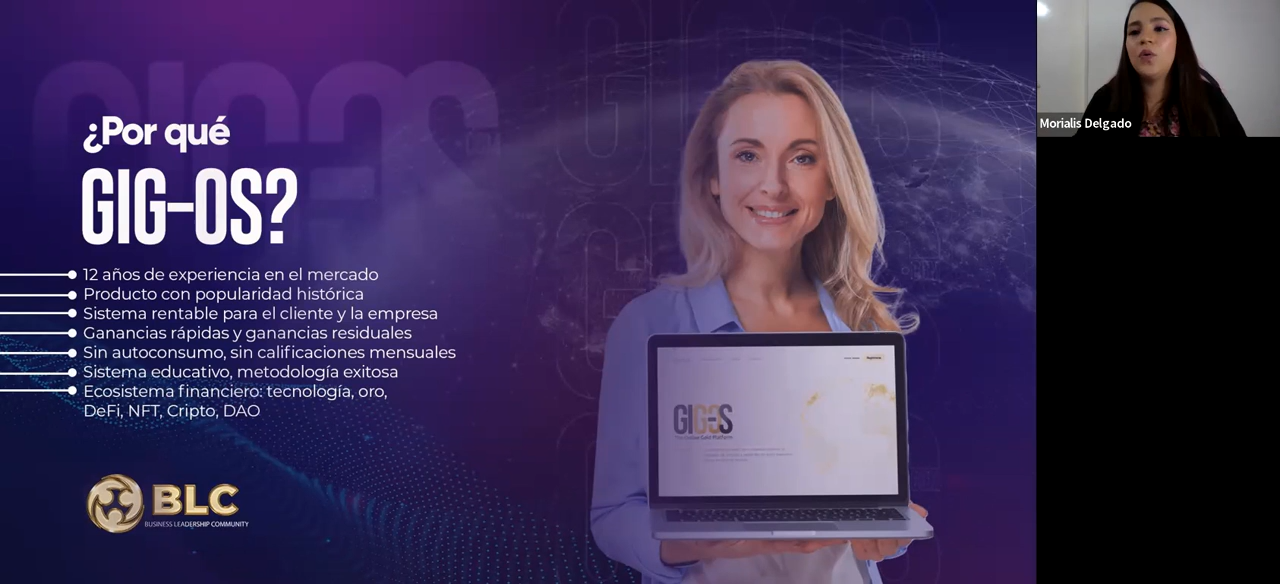 ¿Por qué
GIG-OS?
12 años de experiencia en el mercado
Producto con popularidad histórica
Sistema rentable para el cliente y la empresa
Ganancias rápidas y ganancias residuales
Sin autoconsumo, sin calificaciones mensuales
Sistema educativo, metodología exitosa
Ecosistema financiero: tecnología, oro,
DeFi, NFT, Cripto, DAO
BLC
BUSINESS LEADERSHIP COMMUNITY
GIGOS
Morialis Delgado